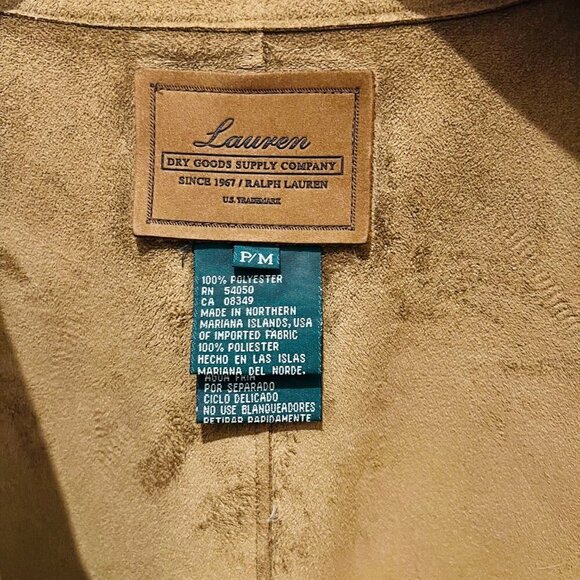 Lauren
DRY GOODS SUPPLY COMPANY
SINCE 1967 / RALPH LAUREN
U.S. TRADEMARK
P/M
100% POLYESTER
RN 54050
CA 08349
MADE IN NORTHERN
MARIANA ISLANDS, USA
OF IMPORTED FABRIC
100% POLIESTER
HECHO EN LAS ISLAS
MARIANA DEL NORDE.
AGUA FRIA
POR SEPARADO
CICLO DELICADO
NO USE BLANQUEADORES
RETIRAR RAPIDAMENTE